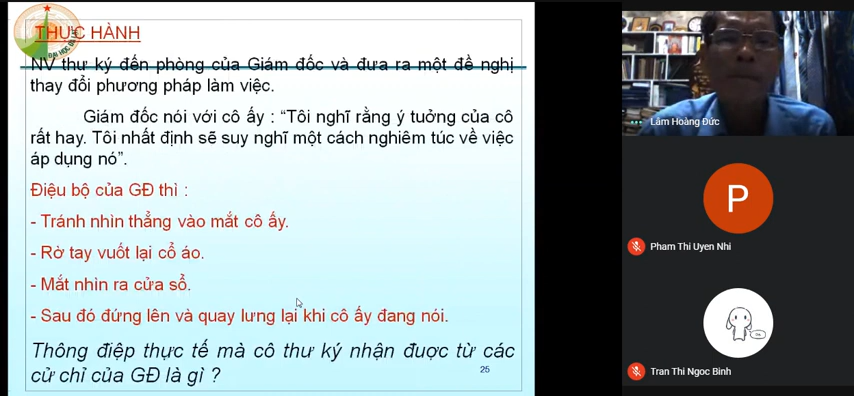 THỰC HÀNH
NV thư ký đến phòng của Giám đốc và đưa ra một đề nghị
thay đổi phương pháp làm việc.
Giám đốc nói với cô ấy : “Tôi nghĩ rằng ý tuởng của cô
rất hay. Tôi nhất định sẽ suy nghĩ một cách nghiêm túc về việc
áp dụng nó”.
Điệu bộ của GĐ thì :
- Tránh nhìn thẳng vào mắt cô ấy.
- Rờ tay vuốt lại cổ áo.
- Mắt nhìn ra cửa sổ.
- Sau đó đứng lên và quay lưng lại khi cô ấy đang nói.
Thông điệp thực tế mà cô thư ký nhận đuợc từ các
cử chỉ của GĐ là gì ?
25
Lâm Hoàng Đức
P
Pham Thi Uyen Nhi
Tran Thi Ngoc Binh